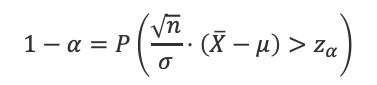 1 − α = P(√n/σ · (X̄ − μ) > z_α)